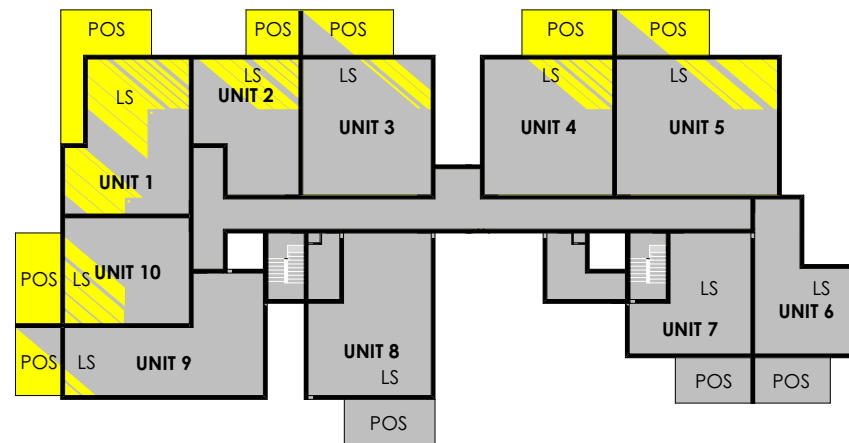 POS
POS
POS
POS
POS
LS
LS
LS
LS
LS
UNIT 2
UNIT 3
UNIT 4
UNIT 5
UNIT 1
POS
LS
UNIT 10
LS
UNIT 7
LS
UNIT 6
POS
LS
UNIT 9
UNIT 8
LS
POS
POS
POS